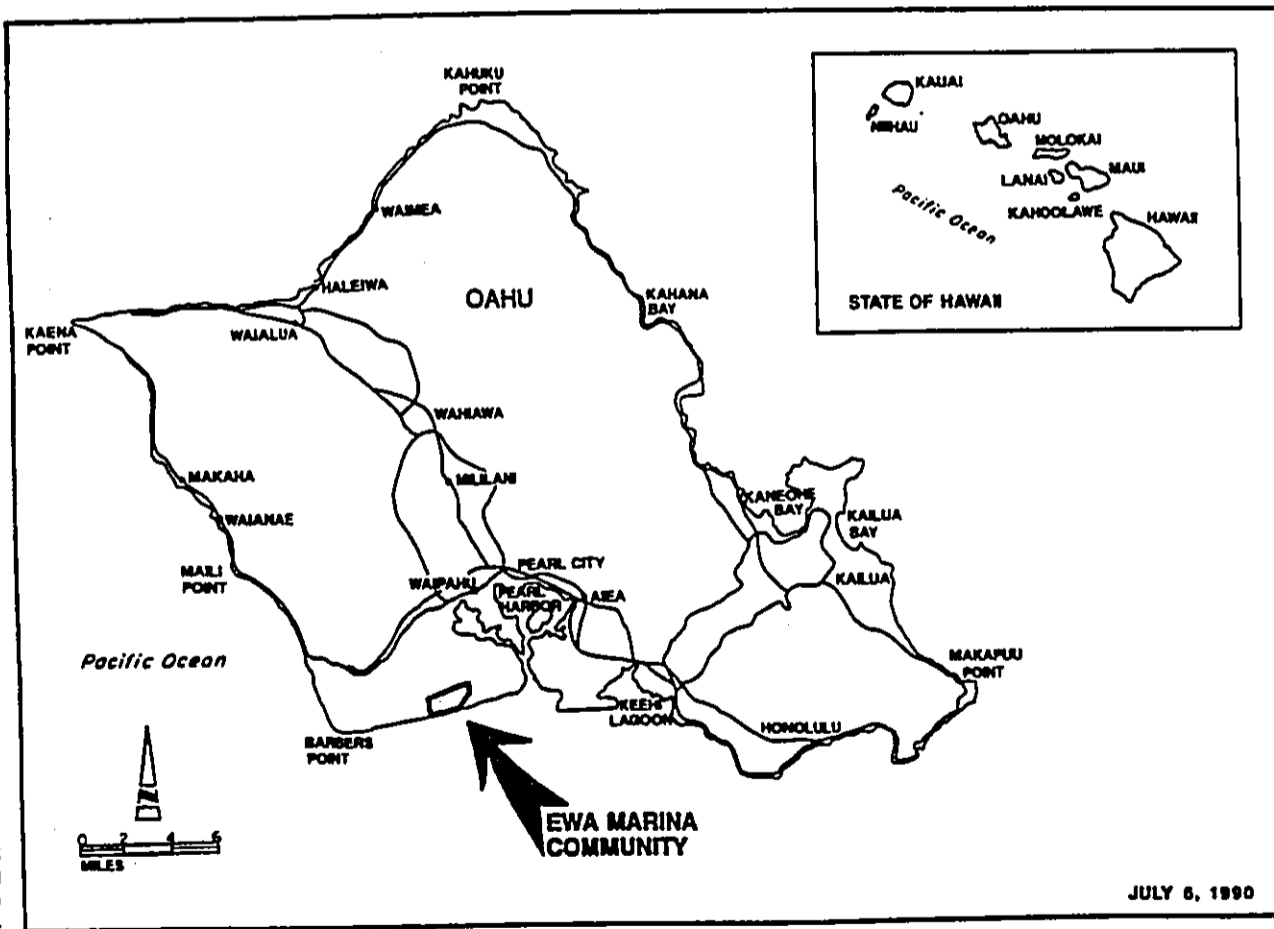 KAHUKU
POINT
WAIMEA
HALEIWA
OAHU
KAHANA
BAY
KAENA
POINT
WAIALUA
WAHIAWA
MAKAHA
MILILANI
WAIANAE
KANEOHE
BAY
KAILUA
BAY
MAILI
POINT
PEARL CITY
WAIPAHU
PEARL
HARBOR
AIEA
KAILUA
Pacific Ocean
MAKAPUU
POINT
KEEHI
LAGOON
HONOLULU
BARBERS
POINT
EWA MARINA
COMMUNITY
N
0 2 4 6
MILES
KAUAI
NIIHAU
OAHU
MOLOKAI
LANAI
MAUI
KAHOOLAWE
HAWAII
Pacific Ocean
STATE OF HAWAII
JULY 6, 1990